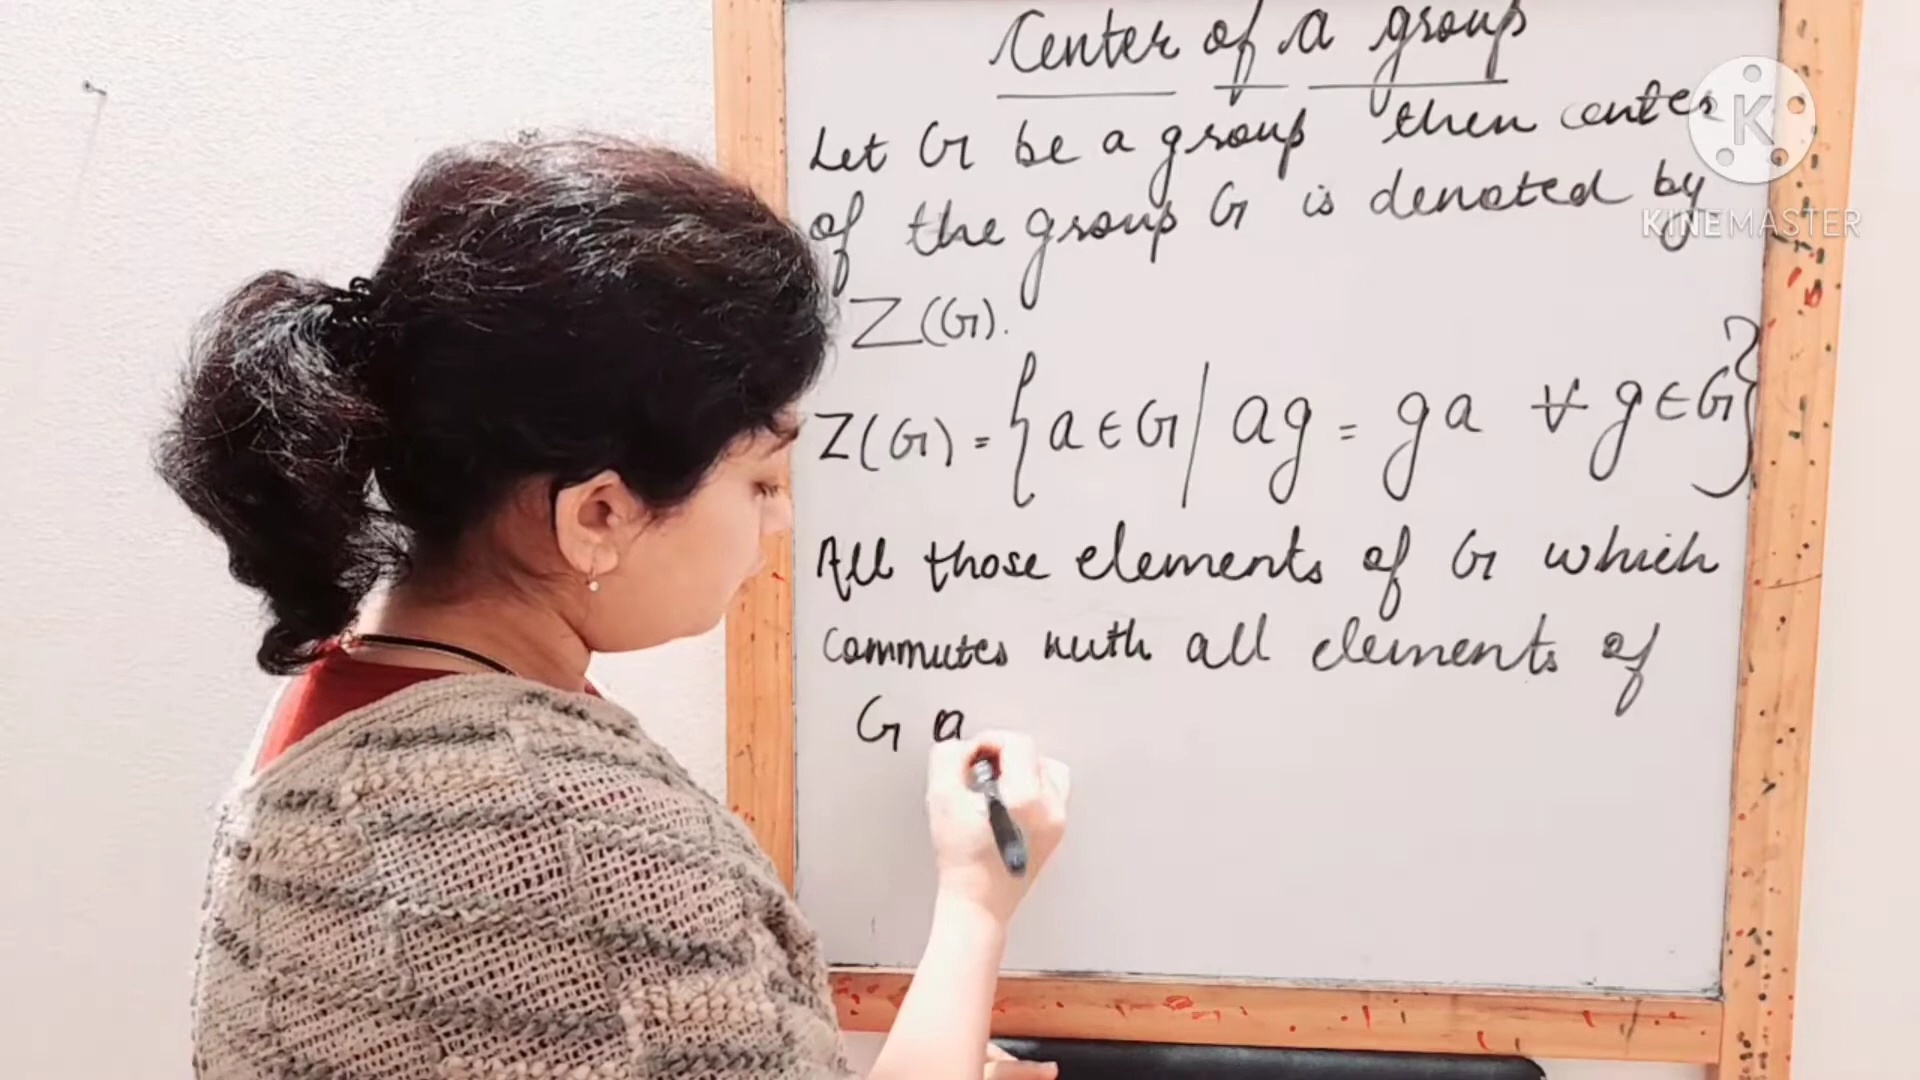 Center of a group
Let G be a group then center
of the group G is denoted by
Z(G).
Z(G) = {a ∈ G / ag = ga ∀ g ∈ G}
All those elements of G which
commutes with all elements of
G a
K
KINEMASTER